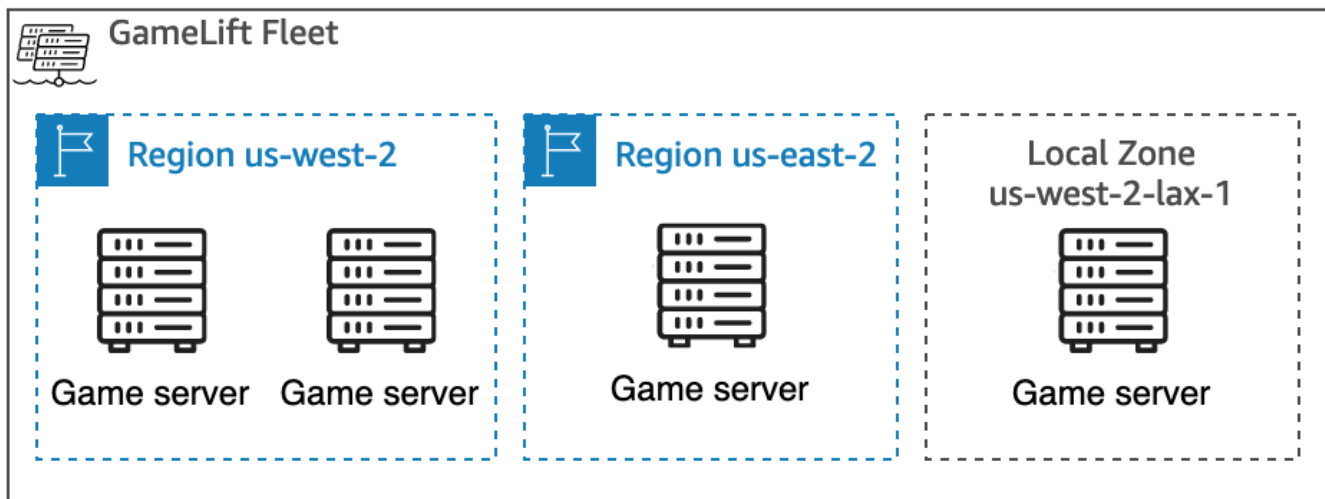 GameLift Fleet
Region us-west-2
Game server
Game server
Region us-east-2
Game server
Local Zone
us-west-2-lax-1
Game server